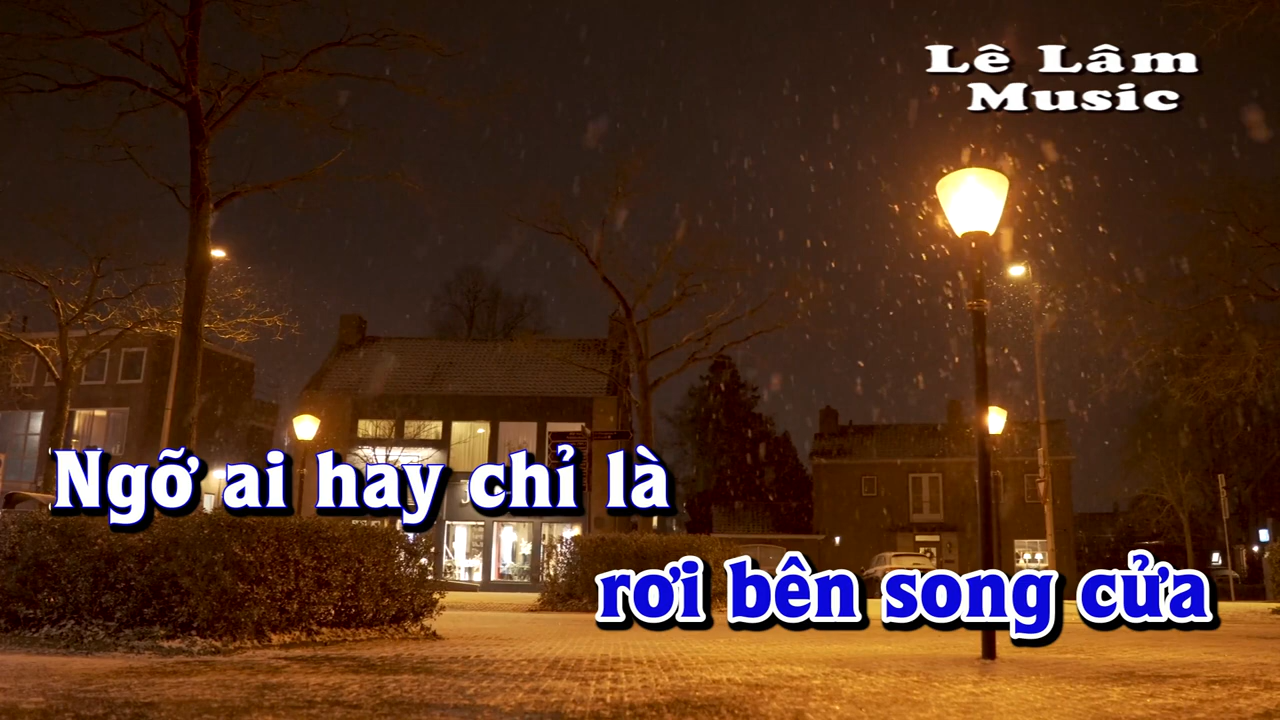 Lê Lâm
Music
Ngỡ ai hay chỉ là
rơi bên song cửa